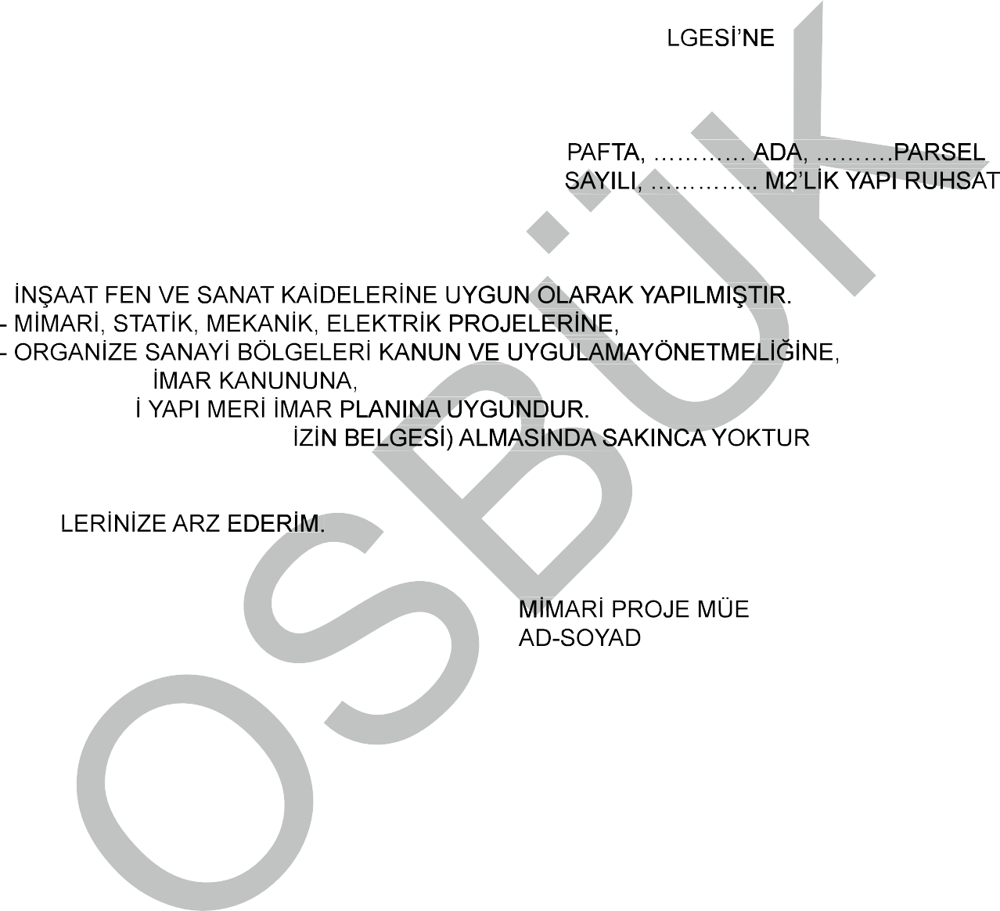 LGESİ’NE
PAFTA, ………… ADA, ……….PARSEL
SAYILI, ………….. M2’LİK YAPI RUHSAT
İNŞAAT FEN VE SANAT KAİDELERİNE UYGUN OLARAK YAPILMIŞTIR.
- MİMARİ, STATİK, MEKANİK, ELEKTRİK PROJELERİNE,
- ORGANİZE SANAYİ BÖLGELERİ KANUN VE UYGULAMAYÖNETMELİĞİNE,
İMAR KANUNUNA,
İ YAPI MERİ İMAR PLANINA UYGUNDUR.
İZİN BELGESİ) ALMASINDA SAKINCA YOKTUR
LERİNİZE ARZ EDERİM.
MİMARİ PROJE MÜE
AD-SOYAD
OSBÜK